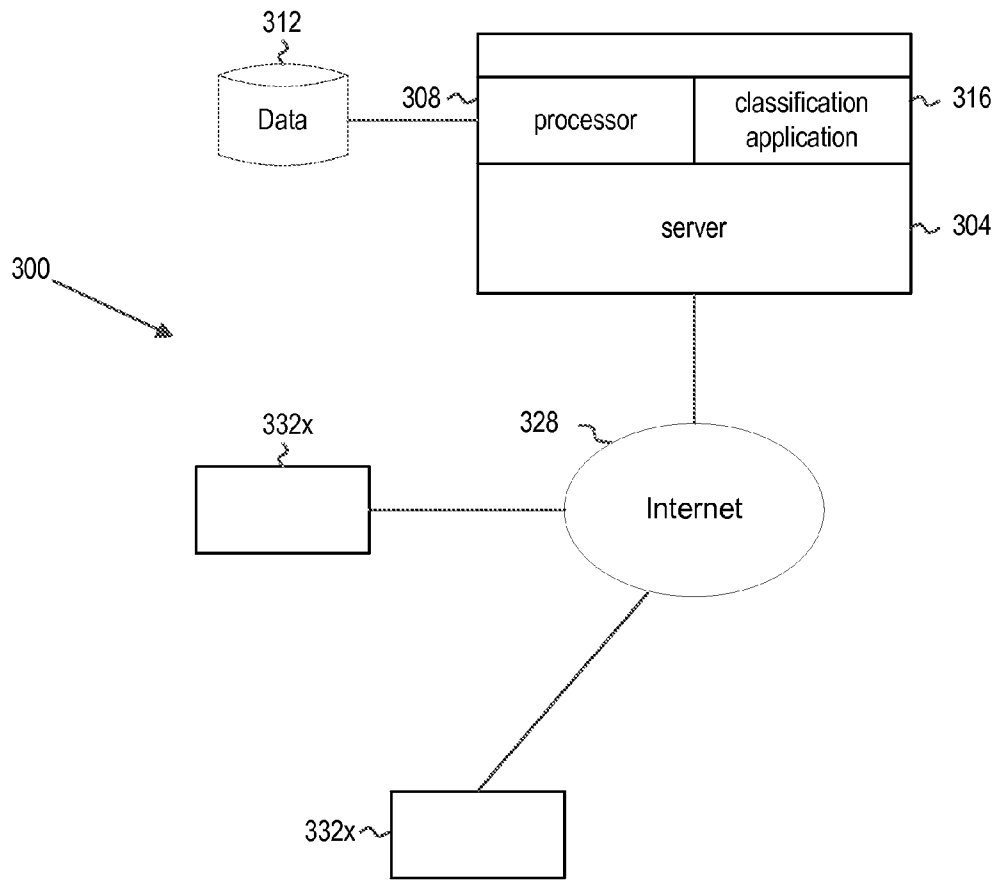 312
Data
308
processor
classification
application
316
server
304
300
332x
328
Internet
332x